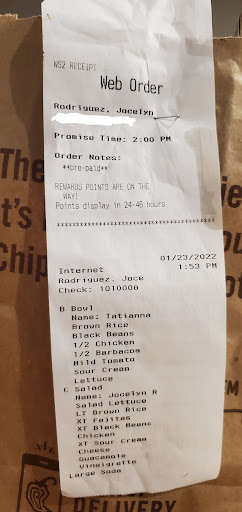 WS2 RECEIPT
Web Order
Rodriguez, Jocelyn
Promise Time: 2:00 PM
Order Notes:
**pre-paid**
REWARDS POINTS ARE ON THE
WAY!
Points display in 24-48 hours
Internet 01/23/2022
Rodriguez, Joce 1:53 PM
Check: 1010008
B Bowl
Name: Tatianna
Brown Rice
Black Beans
1/2 Chicken
1/2 Barbacoa
Mild Tomato
Sour Cream
Lettuce
C Salad
Name: Jocelyn R
Salad Lettuce
LT Brown Rice
XT Fajitas
XT Black Beans
Chicken
XT Sour Cream
Cheese
Guacamole
Vinaigrette
Large Soda
The
t's
Chip
DELIVERY